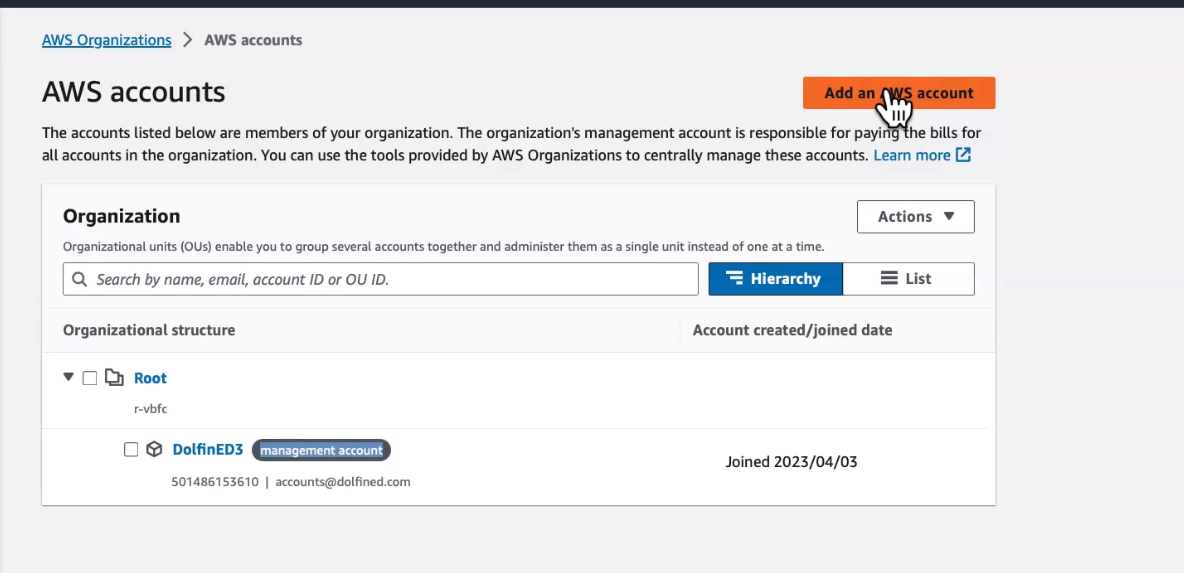 AWS Organizations > AWS accounts
AWS accounts
Add an AWS account
The accounts listed below are members of your organization. The organization's management account is responsible for paying the bills for
all accounts in the organization. You can use the tools provided by AWS Organizations to centrally manage these accounts. Learn more
Organization
Actions
Organizational units (OUs) enable you to group several accounts together and administer them as a single unit instead of one at a time.
Search by name, email, account ID or OU ID.
Hierarchy
List
Organizational structure
Account created/joined date
Root
r-vbfc
DolfinED3 management account
Joined 2023/04/03
501486153610 | accounts@dolfined.com